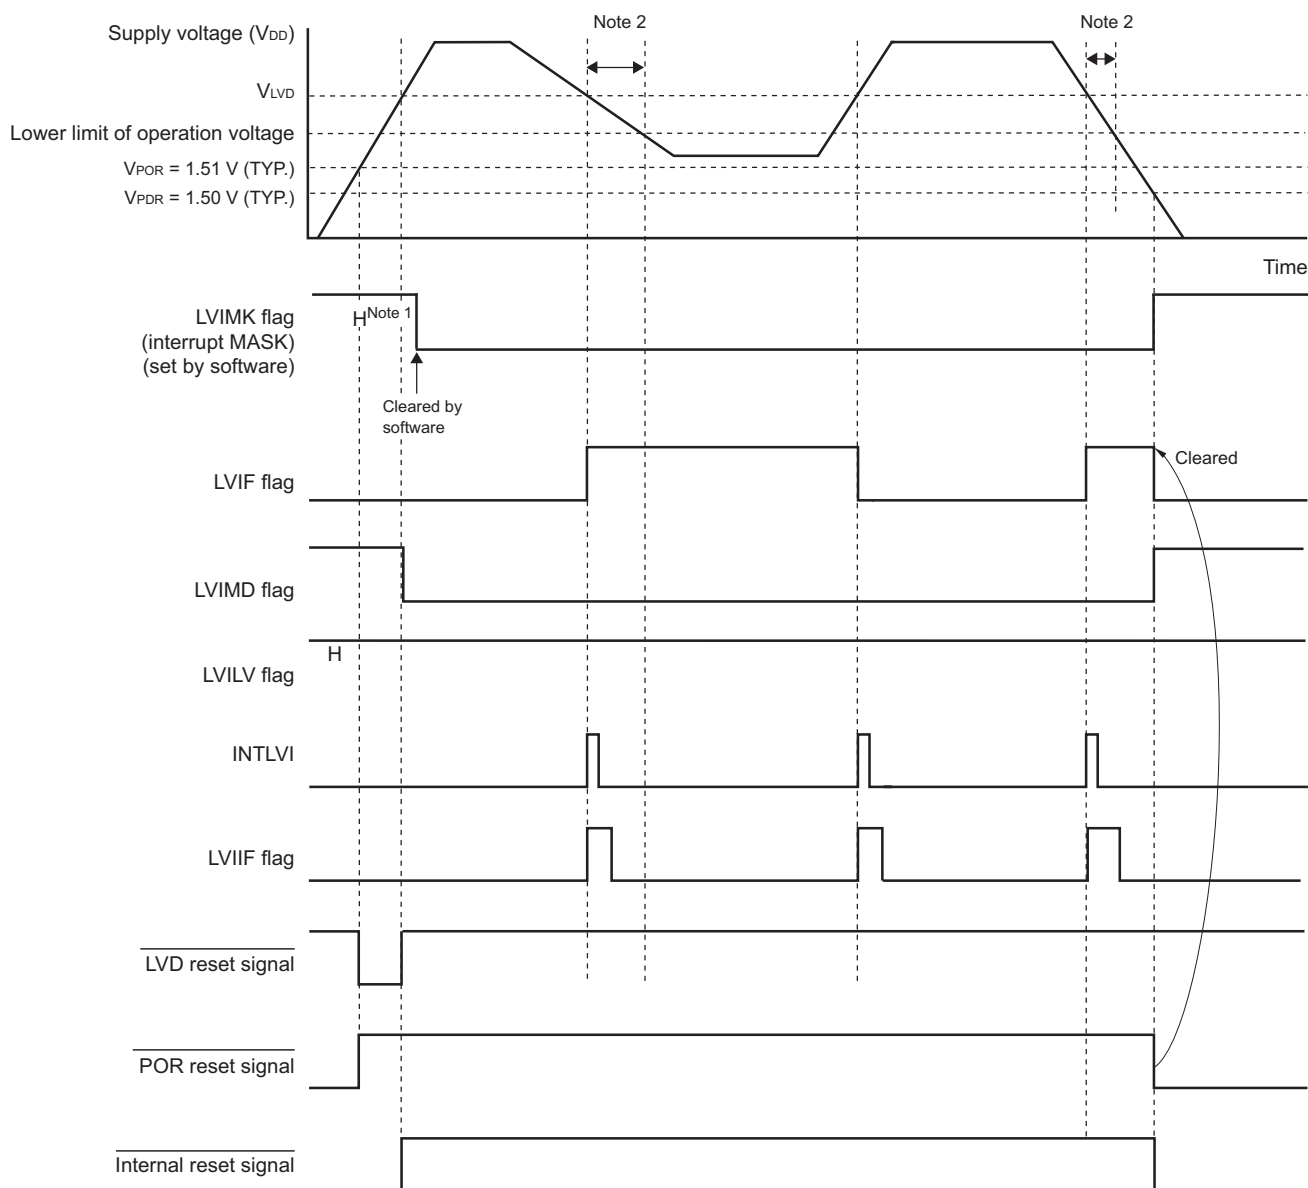 Note 2
Note 2
Supply voltage (VDD)
VLVD
Lower limit of operation voltage
VPOR = 1.51 V (TYP.)
VPDR = 1.50 V (TYP.)
Time
LVIMK flag
(interrupt MASK)
(set by software)
H Note 1
Cleared by
software
LVIF flag
Cleared
LVIMD flag
H
LVILV flag
INTLVI
LVIIF flag
LVD reset signal
POR reset signal
Internal reset signal